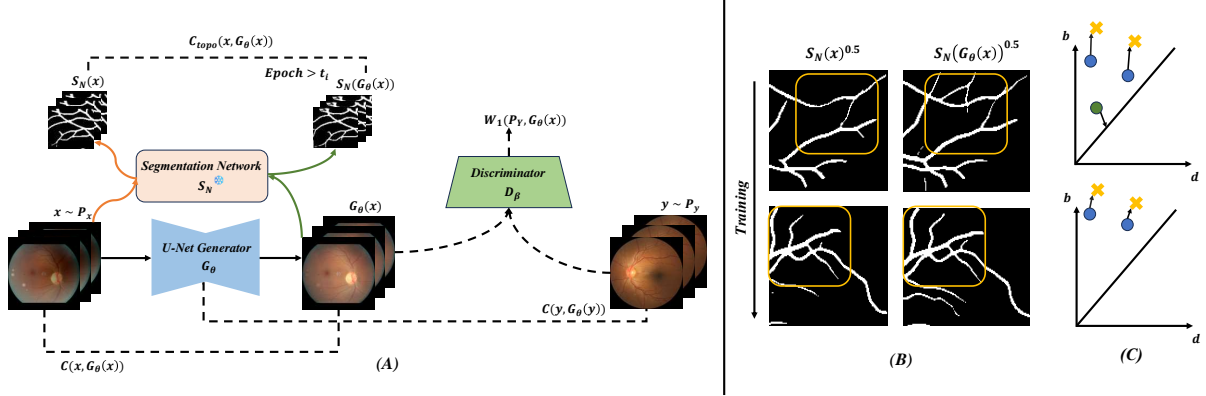 C_topo(x, G_θ(x))
Epoch > t_i
S_N(x)
S_N(G_θ(x))
Segmentation Network
S_N
x ~ P_x
U-Net Generator
G_θ
G_θ(x)
W_1(P_Y, G_θ(x))
Discriminator
D_β
y ~ P_y
C(y, G_θ(y))
C(x, G_θ(x))
(A)
Training
S_N(x)^0.5
S_N(G_θ(x))^0.5
(B)
b
d
b
d
(C)